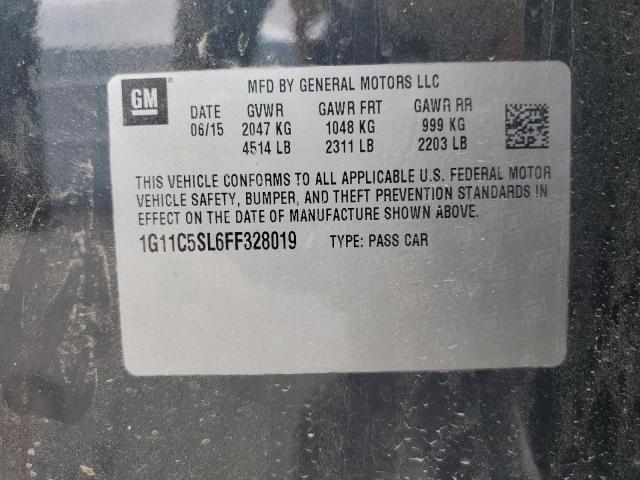 GM
MFD BY GENERAL MOTORS LLC
DATE GVWR GAWR FRT GAWR RR
06/15 2047 KG 1048 KG 999 KG
4514 LB 2311 LB 2203 LB
THIS VEHICLE CONFORMS TO ALL APPLICABLE U.S. FEDERAL MOTOR
VEHICLE SAFETY, BUMPER, AND THEFT PREVENTION STANDARDS IN
EFFECT ON THE DATE OF MANUFACTURE SHOWN ABOVE.
1G11C5SL6FF328019 TYPE: PASS CAR